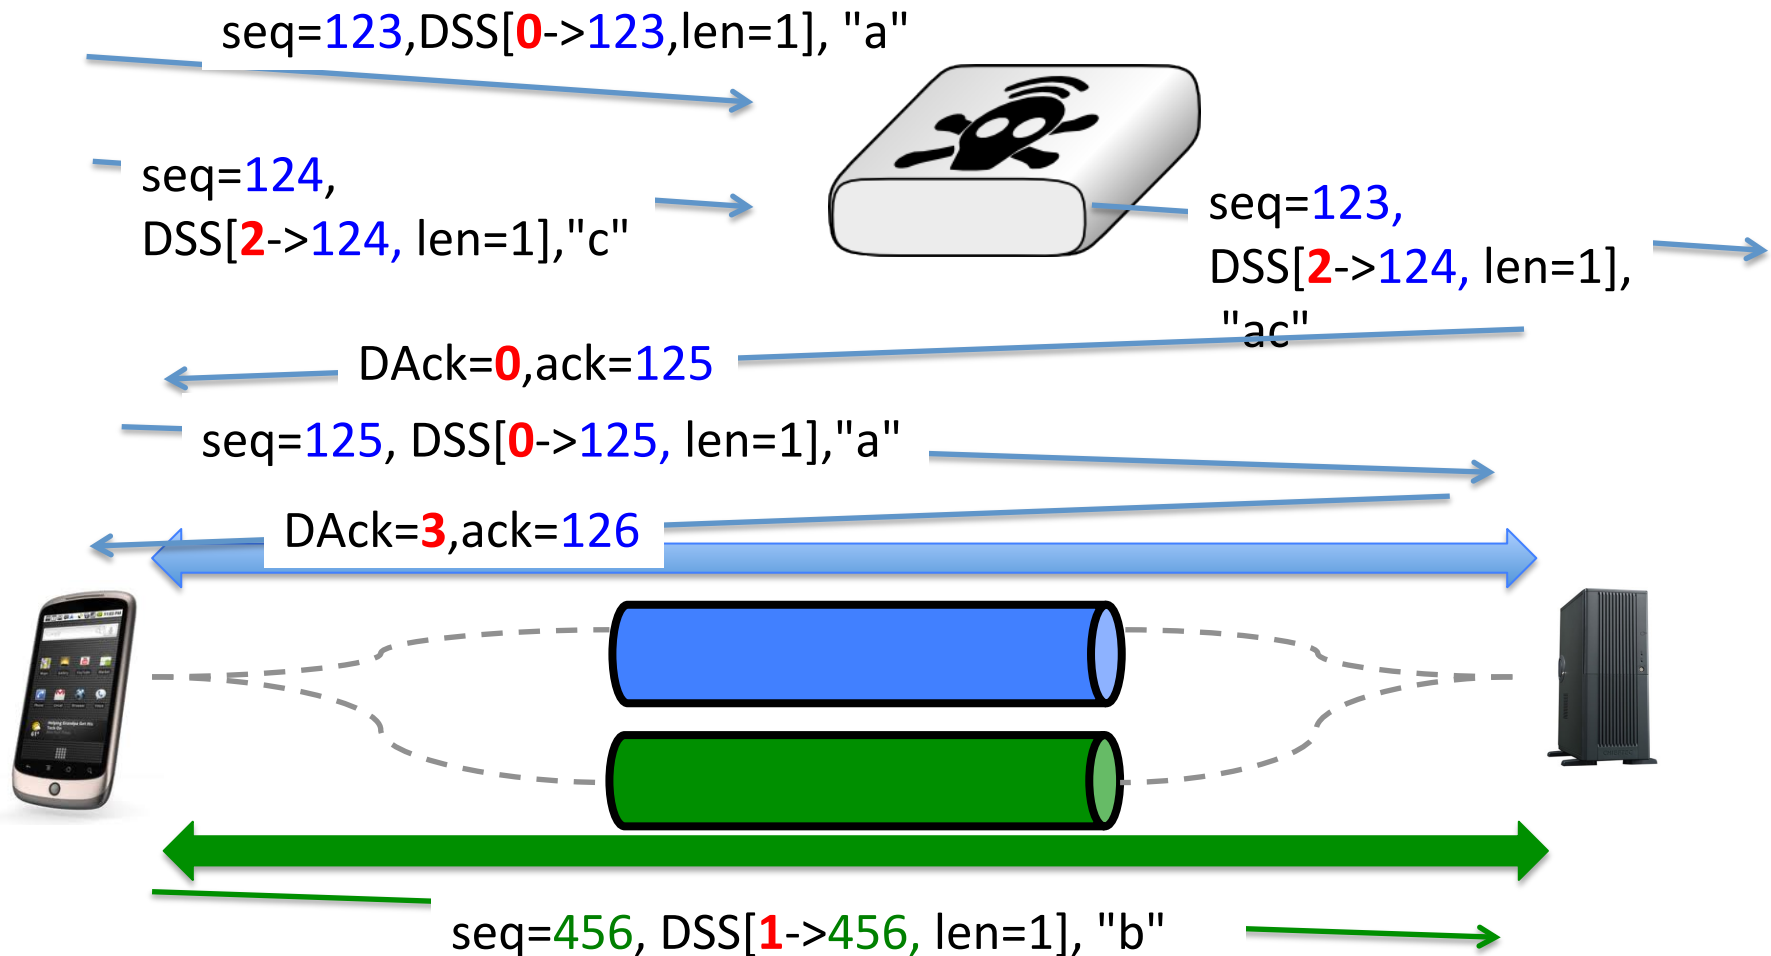 seq=123,DSS[0->123,len=1], "a"
seq=124,
DSS[2->124, len=1],"c"
seq=123,
DSS[2->124, len=1],
"ac"
DAck=0,ack=125
seq=125, DSS[0->125, len=1],"a"
DAck=3,ack=126
seq=456, DSS[1->456, len=1], "b"